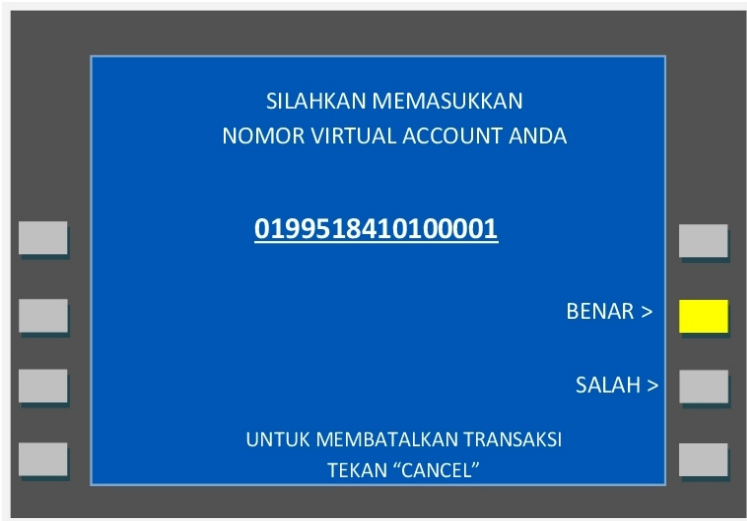 SILAHKAN MEMASUKKAN
NOMOR VIRTUAL ACCOUNT ANDA
0199518410100001
BENAR >
SALAH >
UNTUK MEMBATALKAN TRANSAKSI
TEKAN “CANCEL”